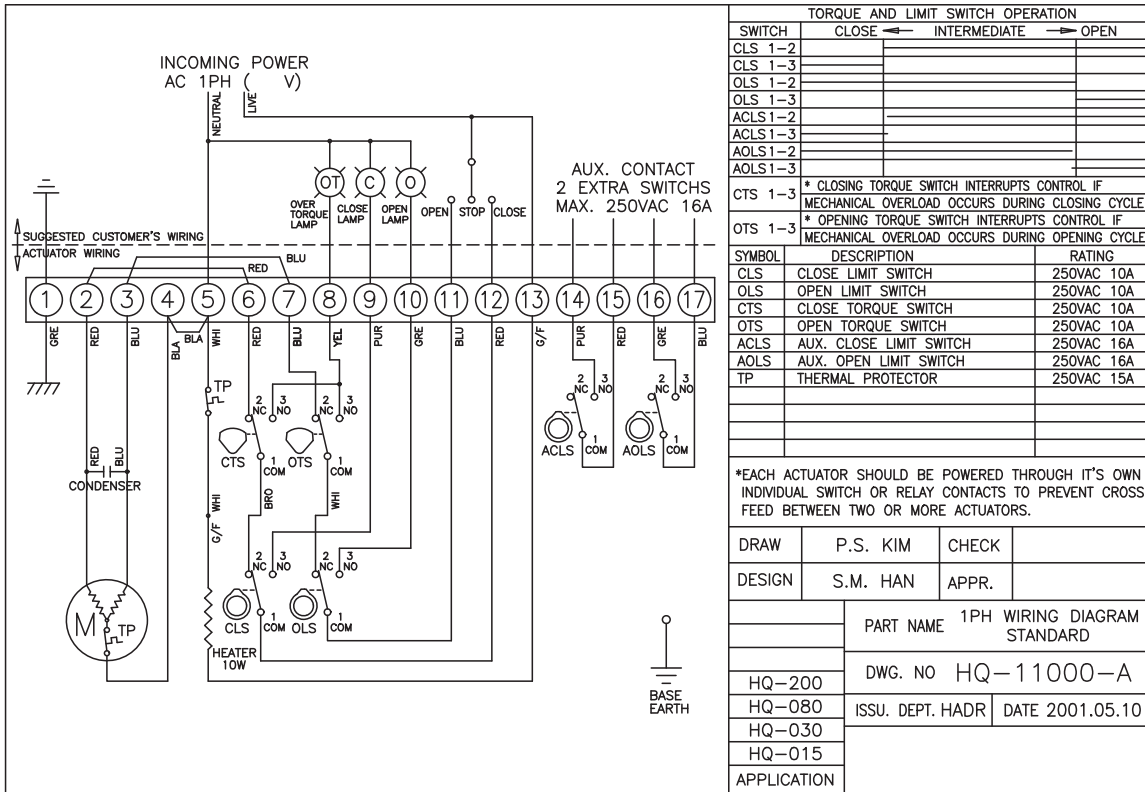 INCOMING POWER
AC 1PH (      V)
NEUTRAL
LIVE
OT
C
O
OVER
TORQUE
LAMP
CLOSE
LAMP
OPEN
LAMP
OPEN
STOP
CLOSE
AUX. CONTACT
2 EXTRA SWITCHS
MAX. 250VAC 16A
SUGGESTED CUSTOMER'S WIRING
ACTUATOR WIRING
RED
BLU
1 2 3 4 5 6 7 8 9 10 11 12 13 14 15 16 17
GRE
RED
BLU
BLA
BLA
WHI
RED
BLU
YEL
PUR
GRE
BLU
RED
G/F
PUR
RED
GRE
BLU
TP
2
NC
3
NO
2
NC
3
NO
2
NC
3
NO
2
NC
3
NO
CTS
1
COM
OTS
1
COM
ACLS
1
COM
AOLS
1
COM
RED
BLU
CONDENSER
WHI
G/F
BRO
WHI
2
NC
3
NO
2
NC
3
NO
CLS
1
COM
OLS
1
COM
M
TP
HEATER
10W
BASE
EARTH
TORQUE AND LIMIT SWITCH OPERATION
SWITCH CLOSE INTERMEDIATE OPEN
CLS 1-2
CLS 1-3
OLS 1-2
OLS 1-3
ACLS1-2
ACLS1-3
AOLS1-2
AOLS1-3
CTS 1-3
* CLOSING TORQUE SWITCH INTERRUPTS CONTROL IF
MECHANICAL OVERLOAD OCCURS DURING CLOSING CYCLE
OTS 1-3
* OPENING TORQUE SWITCH INTERRUPTS CONTROL IF
MECHANICAL OVERLOAD OCCURS DURING OPENING CYCLE
SYMBOL DESCRIPTION RATING
CLS CLOSE LIMIT SWITCH 250VAC 10A
OLS OPEN LIMIT SWITCH 250VAC 10A
CTS CLOSE TORQUE SWITCH 250VAC 10A
OTS OPEN TORQUE SWITCH 250VAC 10A
ACLS AUX. CLOSE LIMIT SWITCH 250VAC 16A
AOLS AUX. OPEN LIMIT SWITCH 250VAC 16A
TP THERMAL PROTECTOR 250VAC 15A
*EACH ACTUATOR SHOULD BE POWERED THROUGH IT'S OWN
INDIVIDUAL SWITCH OR RELAY CONTACTS TO PREVENT CROSS
FEED BETWEEN TWO OR MORE ACTUATORS.
DRAW P.S. KIM CHECK
DESIGN S.M. HAN APPR.
PART NAME 1PH WIRING DIAGRAM
STANDARD
DWG. NO HQ-11000-A
ISSU. DEPT. HADR DATE 2001.05.10
HQ-200
HQ-080
HQ-030
HQ-015
APPLICATION